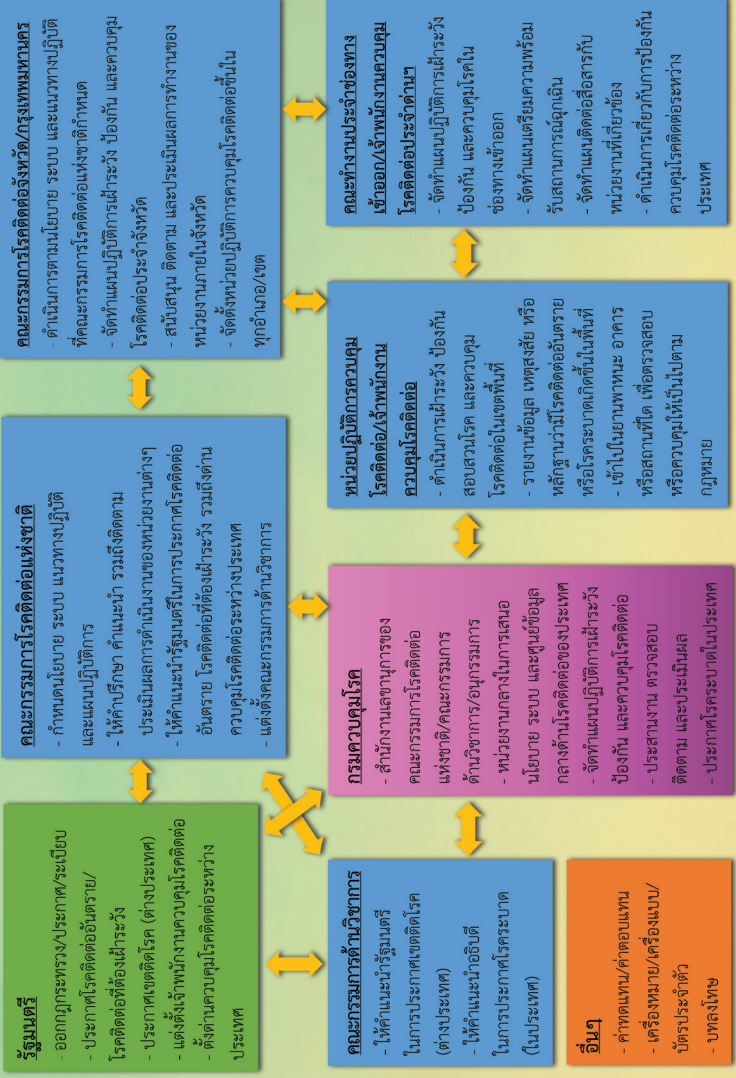 รัฐมนตรี
- ออกกฎกระทรวง/ประกาศ/ระเบียบ
- ประกาศโรคติดต่ออันตราย/
โรคติดต่อที่ต้องเฝ้าระวัง
- ประกาศเขตติดโรค (ต่างประเทศ)
- แต่งตั้งเจ้าพนักงานควบคุมโรคติดต่อ
- ตั้งด่านควบคุมโรคติดต่อระหว่าง
ประเทศ
คณะกรรมการโรคติดต่อแห่งชาติ
- กำหนดนโยบาย ระบบ แนวทางปฏิบัติ
และแผนปฏิบัติการ
- ให้คำปรึกษา คำแนะนำ รวมถึงติดตาม
ประเมินผลการดำเนินงานของหน่วยงานต่างๆ
- ให้คำแนะนำรัฐมนตรีในการประกาศโรคติดต่อ
อันตราย โรคติดต่อที่ต้องเฝ้าระวัง รวมถึงด่าน
ควบคุมโรคติดต่อระหว่างประเทศ
- แต่งตั้งคณะกรรมการด้านวิชาการ
คณะกรรมการโรคติดต่อจังหวัด/กรุงเทพมหานคร
- ดำเนินการตามนโยบาย ระบบ และแนวทางปฏิบัติ
ที่คณะกรรมการโรคติดต่อแห่งชาติกำหนด
- จัดทำแผนปฏิบัติการเฝ้าระวัง ป้องกัน และควบคุม
โรคติดต่อประจำจังหวัด
- สนับสนุน ติดตาม และประเมินผลการทำงานของ
หน่วยงานภายในจังหวัด
- จัดตั้งหน่วยปฏิบัติการควบคุมโรคติดต่อขึ้นใน
ทุกอำเภอ/เขต
คณะกรรมการด้านวิชาการ
- ให้คำแนะนำรัฐมนตรี
ในการประกาศเขตติดโรค
(ต่างประเทศ)
- ให้คำแนะนำอธิบดี
ในการประกาศโรคระบาด
(ในประเทศ)
อื่นๆ
- ค่าทดแทน/ค่าตอบแทน
- เครื่องหมาย/เครื่องแบบ/
บัตรประจำตัว
- บทลงโทษ
กรมควบคุมโรค
- สำนักงานเลขานุการของ
คณะกรรมการโรคติดต่อ
แห่งชาติ/คณะกรรมการ
ด้านวิชาการ/อนุกรรมการ
- หน่วยงานกลางในการเสนอ
นโยบาย ระบบ และศูนย์ข้อมูล
กลางด้านโรคติดต่อของประเทศ
- จัดทำแผนปฏิบัติการเฝ้าระวัง
ป้องกัน และควบคุมโรคติดต่อ
- ประสานงาน ตรวจสอบ
ติดตาม และประเมินผล
- ประกาศโรคระบาดในประเทศ
หน่วยปฏิบัติการควบคุม
โรคติดต่อ/เจ้าพนักงาน
ควบคุมโรคติดต่อ
- ดำเนินการเฝ้าระวัง ป้องกัน
สอบสวนโรค และควบคุม
โรคติดต่อในเขตพื้นที่
- รายงานข้อมูล เหตุสงสัย หรือ
หลักฐานว่ามีโรคติดต่ออันตราย
หรือโรคระบาดเกิดขึ้นในพื้นที่
- เข้าไปในยานพาหนะ อาคาร
หรือสถานที่ใด เพื่อตรวจสอบ
หรือควบคุมให้เป็นไปตาม
กฎหมาย
คณะทำงานประจำช่องทาง
เข้าออก/เจ้าพนักงานควบคุม
โรคติดต่อประจำด่านฯ
- จัดทำแผนปฏิบัติการเฝ้าระวัง
ป้องกัน และควบคุมโรคใน
ช่องทางเข้าออก
- จัดทำแผนเตรียมความพร้อม
รับสถานการณ์ฉุกเฉิน
- จัดทำแผนติดต่อสื่อสารกับ
หน่วยงานที่เกี่ยวข้อง
- ดำเนินการเกี่ยวกับการป้องกัน
ควบคุมโรคติดต่อระหว่าง
ประเทศ